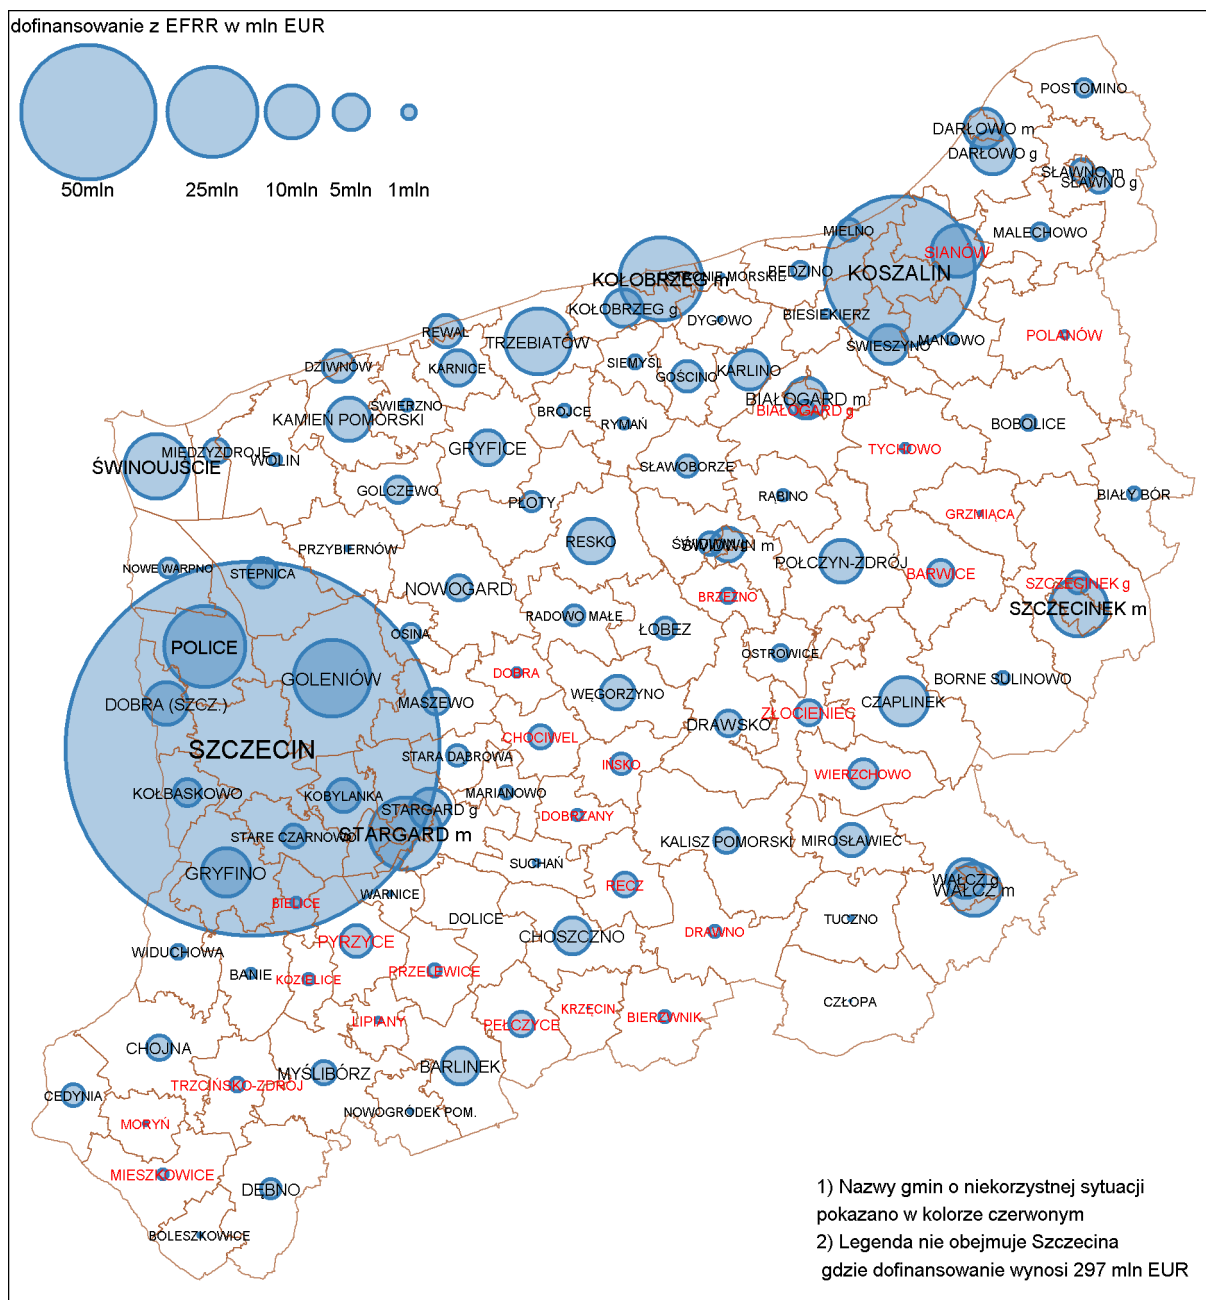 dofinansowanie z EFRR w mln EUR
50mln
25mln
10mln
5mln
1mln
POSTOMINO
DARŁOWO m
DARŁOWO g
SŁAWNO m
SŁAWNO g
MIELNO
SIANÓW
MALECHOWO
KOSZALIN
KOŁOBRZEG m
USTRONIE MORSKIE
BĘDZINO
KOŁOBRZEG g
DYGOWO
BIESIEKIERZ
REWAL
TRZEBIATÓW
ŚWIESZYNO
MANOWO
POLANÓW
DZIWNÓW
KARNICE
SIEMYŚL
GOŚCINO
KARLINO
ŚWIERZNO
BROJCE
BIAŁOGARD m
BIAŁOGARD g
KAMIEŃ POMORSKI
RYMAŃ
BOBOLICE
GRYFICE
TYCHOWO
MIĘDZYZDROJE
WOLIN
ŚWINOUJŚCIE
SŁAWOBORZE
GOLCZEWO
PŁOTY
RĄBINO
BIAŁY BÓR
GRZMIĄCA
PRZYBIERNÓW
RESKO
ŚWIDWIN g
ŚWIDWIN m
POŁCZYN-ZDRÓJ
NOWE WARPNO
STEPNICA
BARWICE
NOWOGARD
SZCZECINEK g
BRZEŻNO
SZCZECINEK m
RADOWO MAŁE
ŁOBEZ
OSINA
POLICE
OSTROWICE
DOBRA
GOLENIÓW
BORNE SULINOWO
WĘGORZYNO
MASZEWO
CZAPLINEK
DOBRA (SZCZ.)
ZŁOCIENIEC
DRAWSKO
CHOCIWEL
SZCZECIN
STARA DĄBROWA
IŃSKO
WIERZCHOWO
KOŁBASKOWO
KOBYLANKA
MARIANOWO
STARGARD g
DOBRZANY
STARGARD m
STARE CZARNOWO
KALISZ POMORSKI
MIROSŁAWIEC
SUCHAŃ
GRYFINO
WAŁCZ g
WAŁCZ m
RECZ
WARNICE
BIELICE
DOLICE
TUCZNO
DRAWNO
CHOSZCZNO
PYRZYCE
WIDUCHOWA
BANIE
PRZELEWICE
KOZIELICE
CZŁOPA
KRZĘCIN
BIERZWNIK
LIPIANY
PEŁCZYCE
CHOJNA
MYŚLIBÓRZ
BARLINEK
TRZCIŃSKO-ZDRÓJ
CEDYNIA
NOWOGRÓDEK POM.
MORYŃ
MIESZKOWICE
DĘBNO
BOLESZKOWICE
1) Nazwy gmin o niekorzystnej sytuacji
pokazano w kolorze czerwonym
2) Legenda nie obejmuje Szczecina
gdzie dofinansowanie wynosi 297 mln EUR